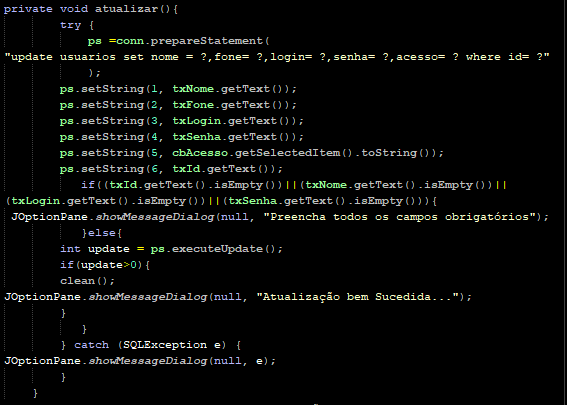 private void atualizar(){
try {
ps =conn.prepareStatement(
"update usuarios set nome = ?,fone= ?,login= ?,senha= ?,acesso= ? where id= ?"
);
ps.setString(1, txNome.getText());
ps.setString(2, txFone.getText());
ps.setString(3, txLogin.getText());
ps.setString(4, txSenha.getText());
ps.setString(5, cbAcesso.getSelectedItem().toString());
ps.setString(6, txId.getText());
if((txId.getText().isEmpty())||(txNome.getText().isEmpty())||
(txLogin.getText().isEmpty())||(txSenha.getText().isEmpty())){
JOptionPane.showMessageDialog(null, "Preencha todos os campos obrigatórios");
}else{
int update = ps.executeUpdate();
if(update>0){
clean();
JOptionPane.showMessageDialog(null, "Atualização bem Sucedida...");
}
}
} catch (SQLException e) {
JOptionPane.showMessageDialog(null, e);
}
}